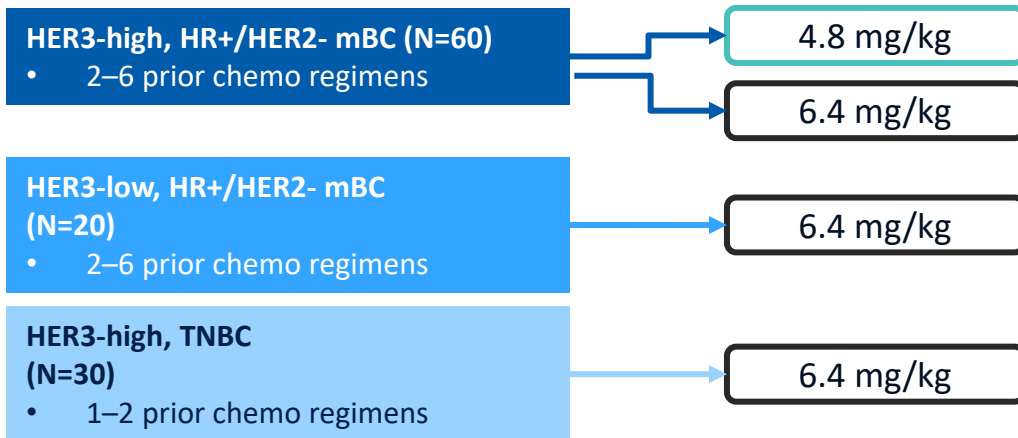 HER3-high, HR+/HER2- mBC (N=60)
• 2–6 prior chemo regimens
4.8 mg/kg
6.4 mg/kg
HER3-low, HR+/HER2- mBC
(N=20)
• 2–6 prior chemo regimens
6.4 mg/kg
HER3-high, TNBC
(N=30)
• 1–2 prior chemo regimens
6.4 mg/kg